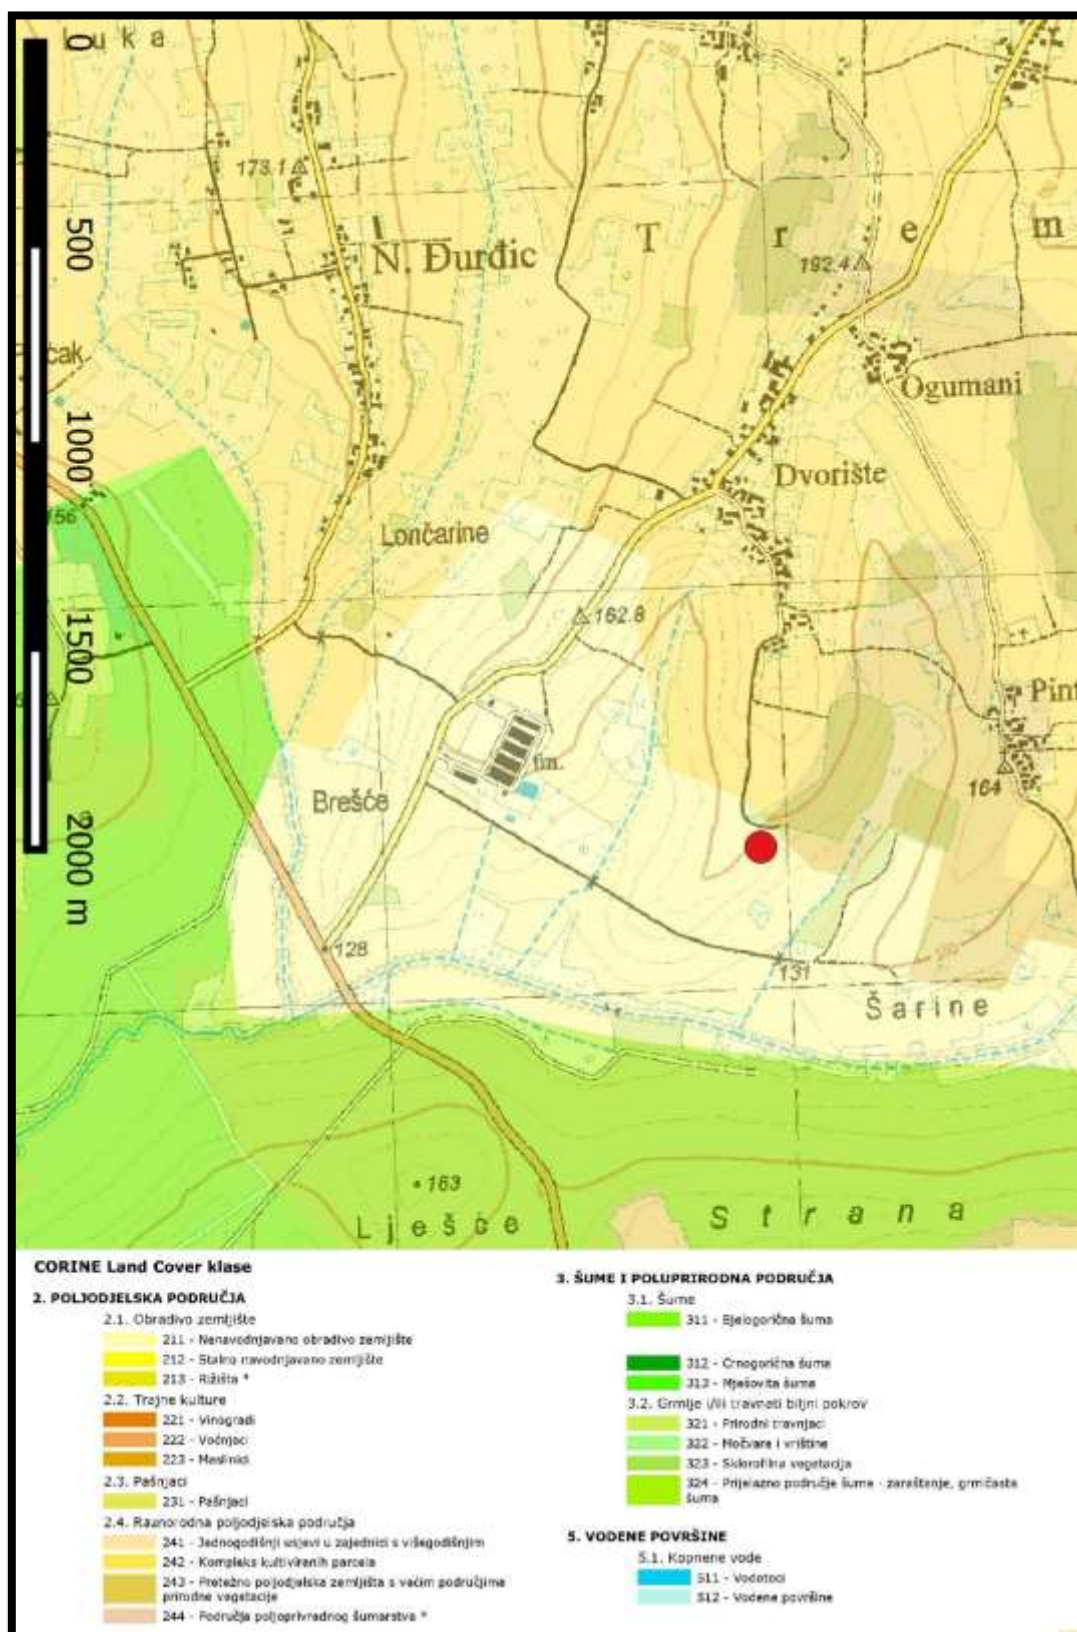 uka
0
173.1
500
N. Đurđic
T r e m
192.4
čak
Ogumani
1000
Dvorište
156
Lončarine
1500
162.8
Pint
fm.
164
Brešće
2000 m
128
131
Šarine
163
Lješće
Strana
CORINE Land Cover klase
2. POLJODJELSKA PODRUČJA
2.1. Obradivo zemljište
211 - Nenavodnjavano obradivo zemljište
212 - Stalno navodnjavano zemljište
213 - Rižišta *
2.2. Trajne kulture
221 - Vinogradi
222 - Voćnjaci
223 - Maslinici
2.3. Pašnjaci
231 - Pašnjaci
2.4. Raznorodna poljodjelska područja
241 - Jednogodišnji usjevi u zajednici s višegodišnjim
242 - Kompleks kultiviranih parcela
243 - Pretežno poljodjelska zemljišta s većim područjima
prirodne vegetacije
244 - Područja poljoprivrednog šumarstva *
3. ŠUME I POLUPRIRODNA PODRUČJA
3.1. Šume
311 - Bjelogorična šuma
312 - Crnogorična šuma
313 - Mješovita šuma
3.2. Grmlje i/ili travnati biljni pokrov
321 - Prirodni travnjaci
322 - Močvare i vrištine
323 - Sklerofilna vegetacija
324 - Prijelazno područje šume - zaraštenje, grmičasta
šuma
5. VODENE POVRŠINE
5.1. Kopnene vode
511 - Vodotoci
512 - Vodene površine